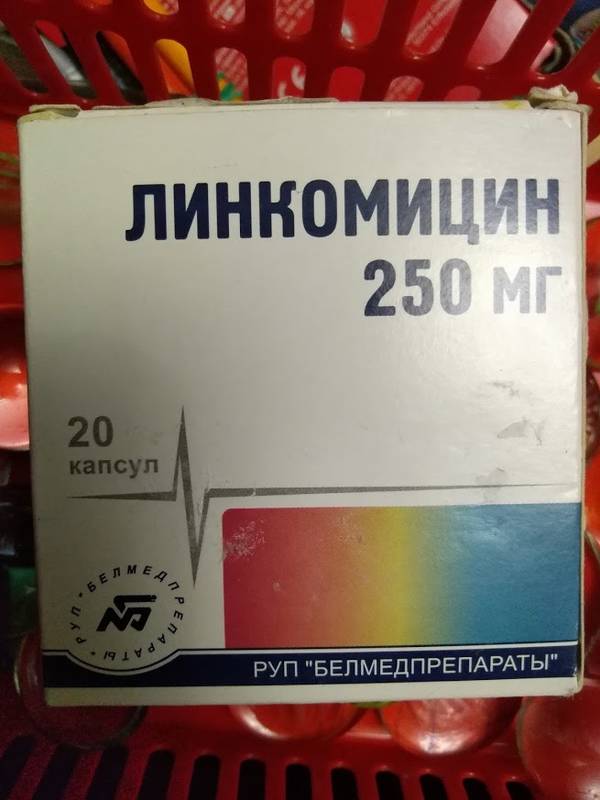 ЛИНКОМИЦИН
250 мг
20
капсул
РУП • БЕЛМЕДПРЕПАРАТЫ •
РУП "БЕЛМЕДПРЕПАРАТЫ"